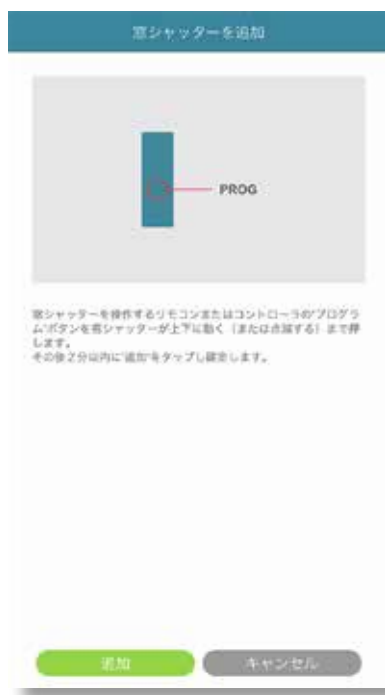 窓シャッターを追加
PROG
窓シャッターを操作するリモコンまたはコントローラの'プログラ
ム'ボタンを窓シャッターが上下に動く（または点滅する）まで押
します。
その後２分以内に'追加'をタップし確定します。
追加
キャンセル